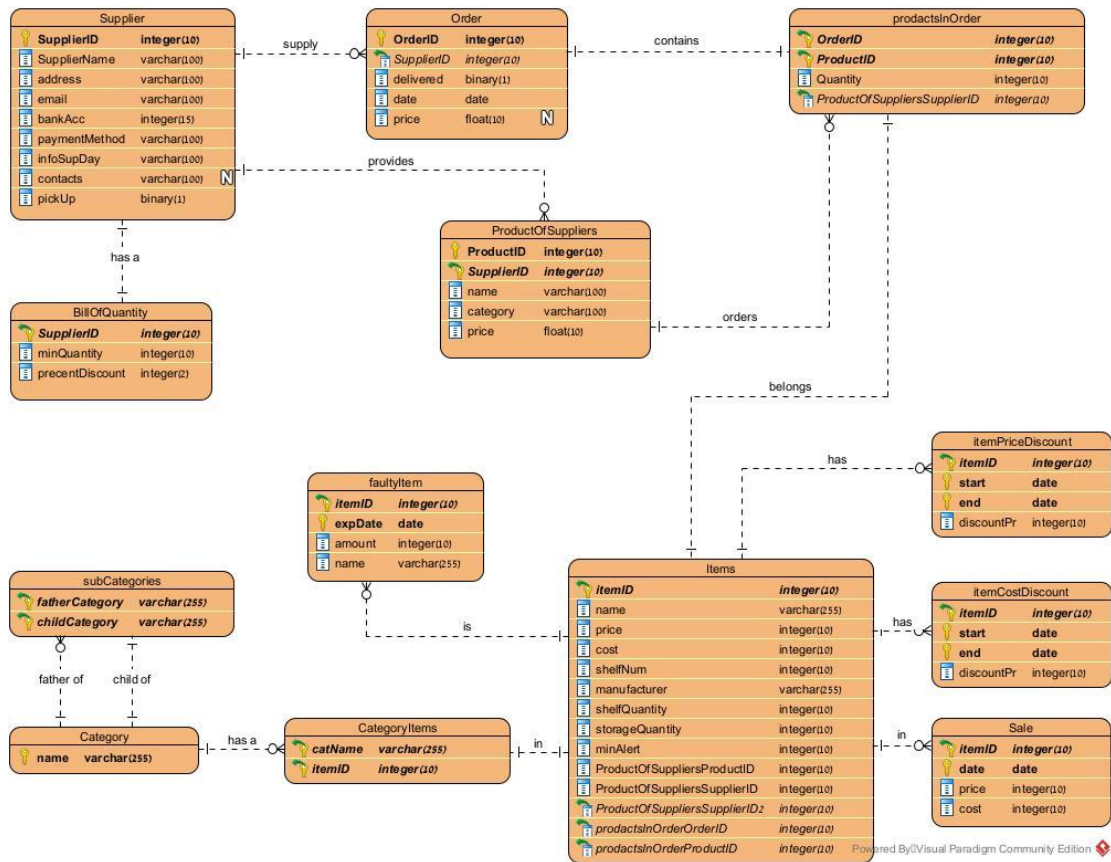 Supplier
SupplierID integer(10)
SupplierName varchar(100)
address varchar(100)
email varchar(100)
bankAcc integer(15)
paymentMethod varchar(100)
infoSupDay varchar(100)
contacts varchar(100) N
pickUp binary(1)
supply
Order
OrderID integer(10)
SupplierID integer(10)
delivered binary(1)
date date
price float(10) N
contains
prodactsInOrder
OrderID integer(10)
ProductID integer(10)
Quantity integer(10)
ProductOfSuppliersSupplierID integer(10)
provides
has a
ProductOfSuppliers
ProductID integer(10)
SupplierID integer(10)
name varchar(100)
category varchar(100)
price float(10)
orders
BillOfQuantity
SupplierID integer(10)
minQuantity integer(10)
precentDiscount integer(2)
belongs
has
itemPriceDiscount
itemID integer(10)
start date
end date
discountPr integer(10)
faultyItem
itemID integer(10)
expDate date
amount integer(10)
name varchar(255)
is
subCategories
fatherCategory varchar(255)
childCategory varchar(255)
father of
child of
Category
name varchar(255)
has a
CategoryItems
catName varchar(255)
itemID integer(10)
in
Items
itemID integer(10)
name varchar(255)
price integer(10)
cost integer(10)
shelfNum integer(10)
manufacturer varchar(255)
shelfQuantity integer(10)
storageQuantity integer(10)
minAlert integer(10)
ProductOfSuppliersProductID integer(10)
ProductOfSuppliersSupplierID integer(10)
ProductOfSuppliersSupplierID2 integer(10)
prodactsInOrderOrderID integer(10)
prodactsInOrderProductID integer(10)
has
itemCostDiscount
itemID integer(10)
start date
end date
discountPr integer(10)
in
Sale
itemID integer(10)
date date
price integer(10)
cost integer(10)
Powered By Visual Paradigm Community Edition